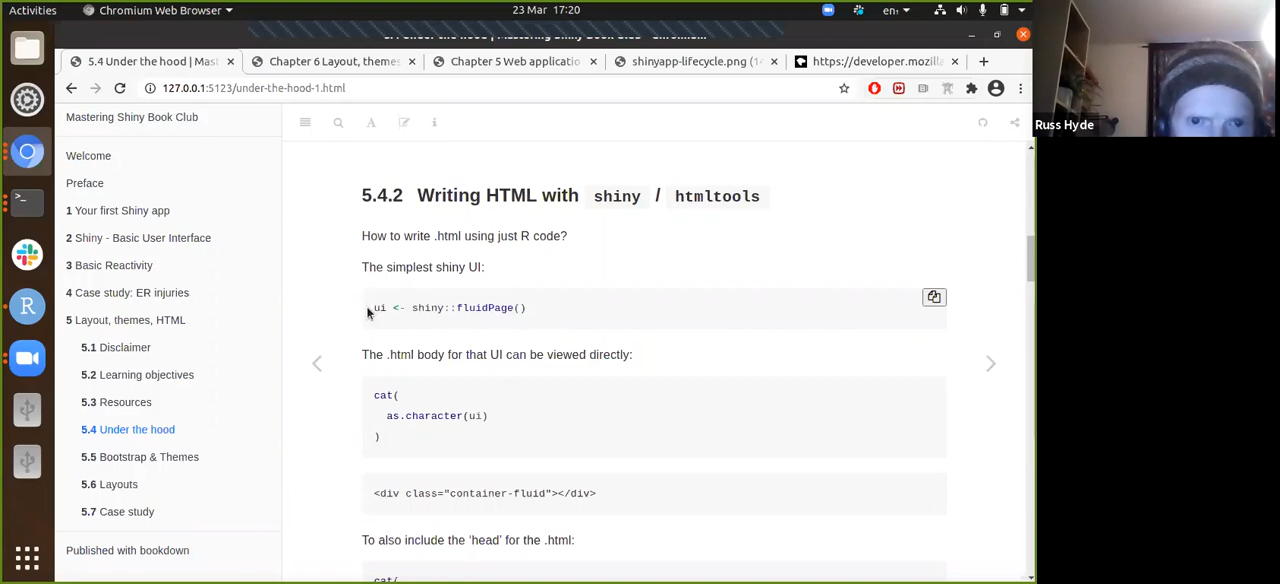 Activities
Chromium Web Browser
23 Mar 17:20
en₁
5.4 Under the hood | Mast
Chapter 6 Layout, themes
Chapter 5 Web applicatio
shinyapp-lifecycle.png (14
https://developer.mozilla
127.0.0.1:5123/under-the-hood-1.html
Mastering Shiny Book Club
Welcome
Preface
1 Your first Shiny app
2 Shiny - Basic User Interface
3 Basic Reactivity
4 Case study: ER injuries
5 Layout, themes, HTML
5.1 Disclaimer
5.2 Learning objectives
5.3 Resources
5.4 Under the hood
5.5 Bootstrap & Themes
5.6 Layouts
5.7 Case study
Published with bookdown
5.4.2 Writing HTML with shiny / htmltools
How to write .html using just R code?
The simplest shiny UI:
ui <- shiny::fluidPage()
The .html body for that UI can be viewed directly:
cat(
as.character(ui)
)
<div class="container-fluid"></div>
To also include the ‘head’ for the .html:
cat(
Russ Hyde